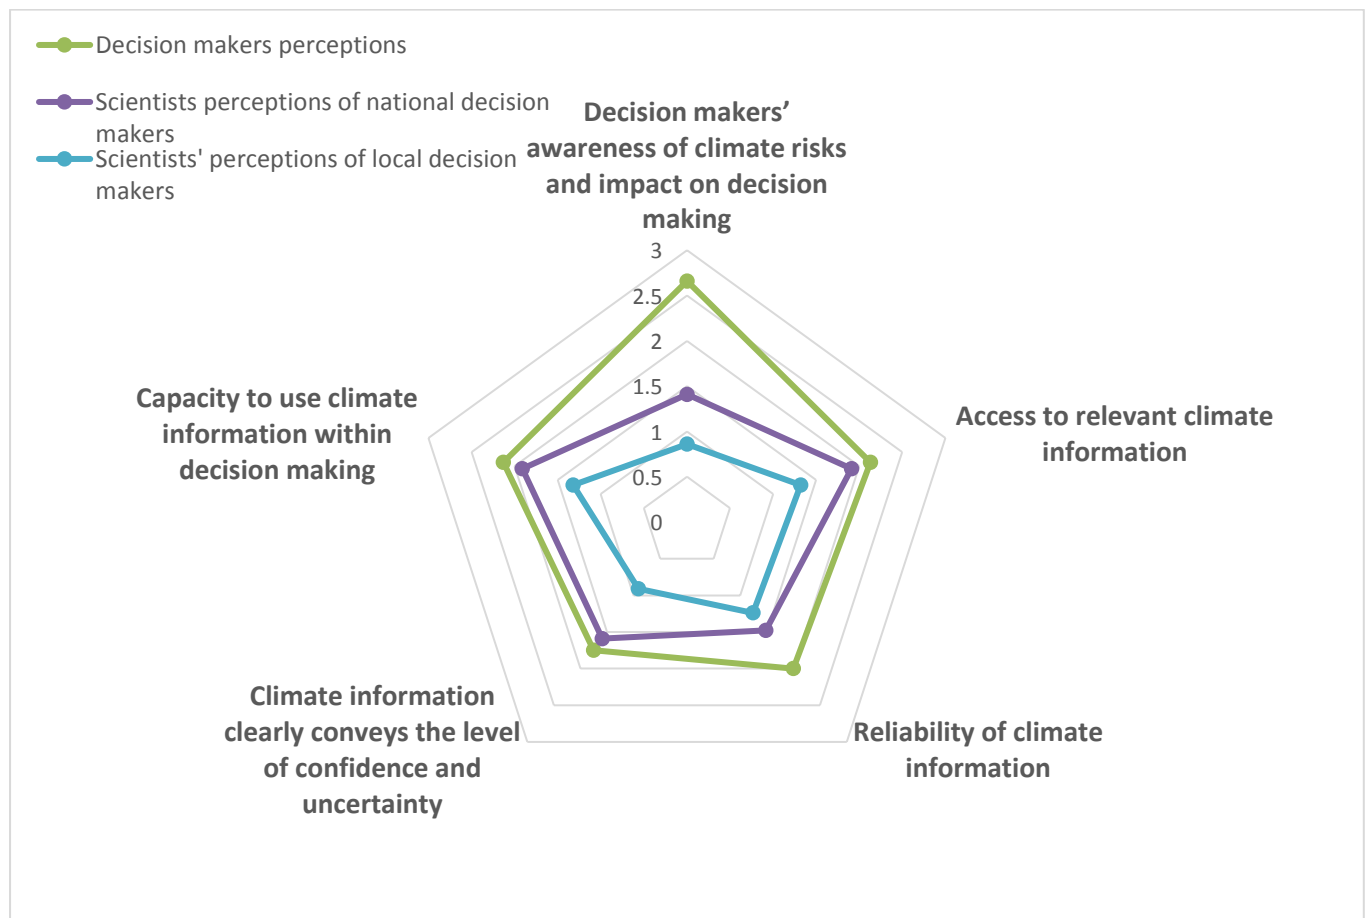 Decision makers perceptions
Scientists perceptions of national decision
makers
Scientists' perceptions of local decision
makers
Decision makers’
awareness of climate risks
and impact on decision
making
3
2.5
2
1.5
1
0.5
0
Access to relevant climate
information
Reliability of climate
information
Climate information
clearly conveys the level
of confidence and
uncertainty
Capacity to use climate
information within
decision making